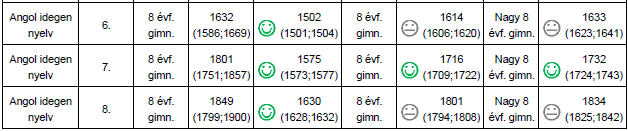 Angol idegen nyelv 6. 8 évf. gimn. 1632 (1586;1669) 1502 (1501;1504) 8 évf. gimn. 1614 (1606;1620) Nagy 8 évf. gimn. 1633 (1623;1641)
Angol idegen nyelv 7. 8 évf. gimn. 1801 (1751;1857) 1575 (1573;1577) 8 évf. gimn. 1716 (1709;1722) Nagy 8 évf. gimn. 1732 (1724;1743)
Angol idegen nyelv 8. 8 évf. gimn. 1849 (1799;1900) 1630 (1628;1632) 8 évf. gimn. 1801 (1794;1808) Nagy 8 évf. gimn. 1834 (1825;1842)